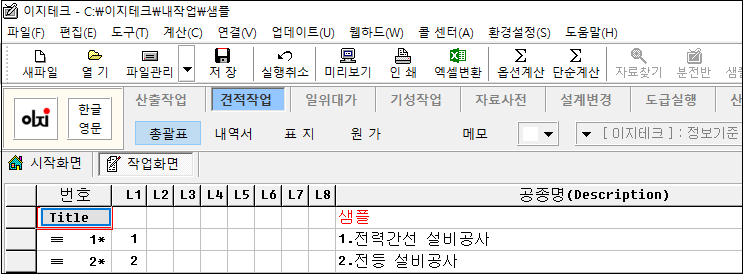 이지테크 - C:₩이지테크₩내작업₩샘플
파일(F) 편집(E) 도구(T) 계산(C) 연결(V) 업데이트(U) 웹하드(W) 콜 센터(A) 환경설정(S) 도움말(H)
새파일 열 기 파일관리 저 장 실행취소 미리보기 인 쇄 엑셀변환 옵션계산 단순계산 자료찾기 분전반
이지 한글 영문
산출작업 견적작업 일위대가 기성작업 자료사전 설계변경 도급실행
총괄표 내역서 표 지 원 가 메모 [ 이지테크 ] : 정보기준
시작화면 작업화면
번호 L1 L2 L3 L4 L5 L6 L7 L8 공종명(Description)
Title 샘플
1* 1 1.전력간선 설비공사
2* 2 2.전등 설비공사